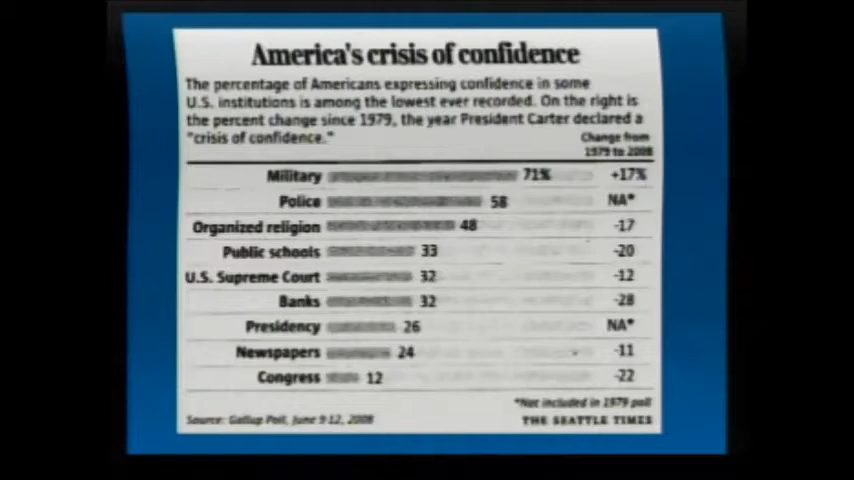 America's crisis of confidence
The percentage of Americans expressing confidence in some
U.S. institutions is among the lowest ever recorded. On the right is
the percent change since 1979, the year President Carter declared a
"crisis of confidence."
Change from
1979 to 2008
Military 71% +17%
Police 58 NA*
Organized religion 48 -17
Public schools 33 -20
U.S. Supreme Court 32 -12
Banks 32 -28
Presidency 26 NA*
Newspapers 24 -11
Congress 12 -22
*Not included in 1979 poll
Source: Gallup Poll, June 9-12, 2008
THE SEATTLE TIMES